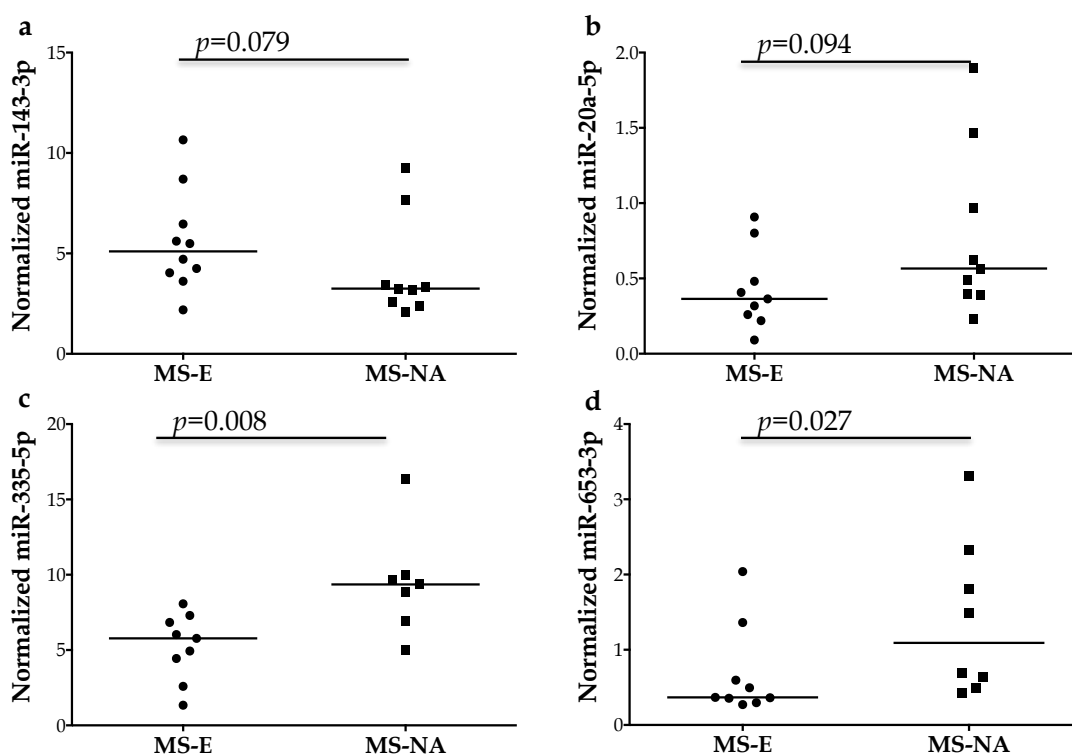 a
p=0.079
Normalized miR-143-3p
15
10
5
0
MS-E MS-NA
b
p=0.094
Normalized miR-20a-5p
2.0
1.5
1.0
0.5
0.0
MS-E MS-NA
c
p=0.008
Normalized miR-335-5p
20
15
10
5
0
MS-E MS-NA
d
p=0.027
Normalized miR-653-3p
4
3
2
1
0
MS-E MS-NA